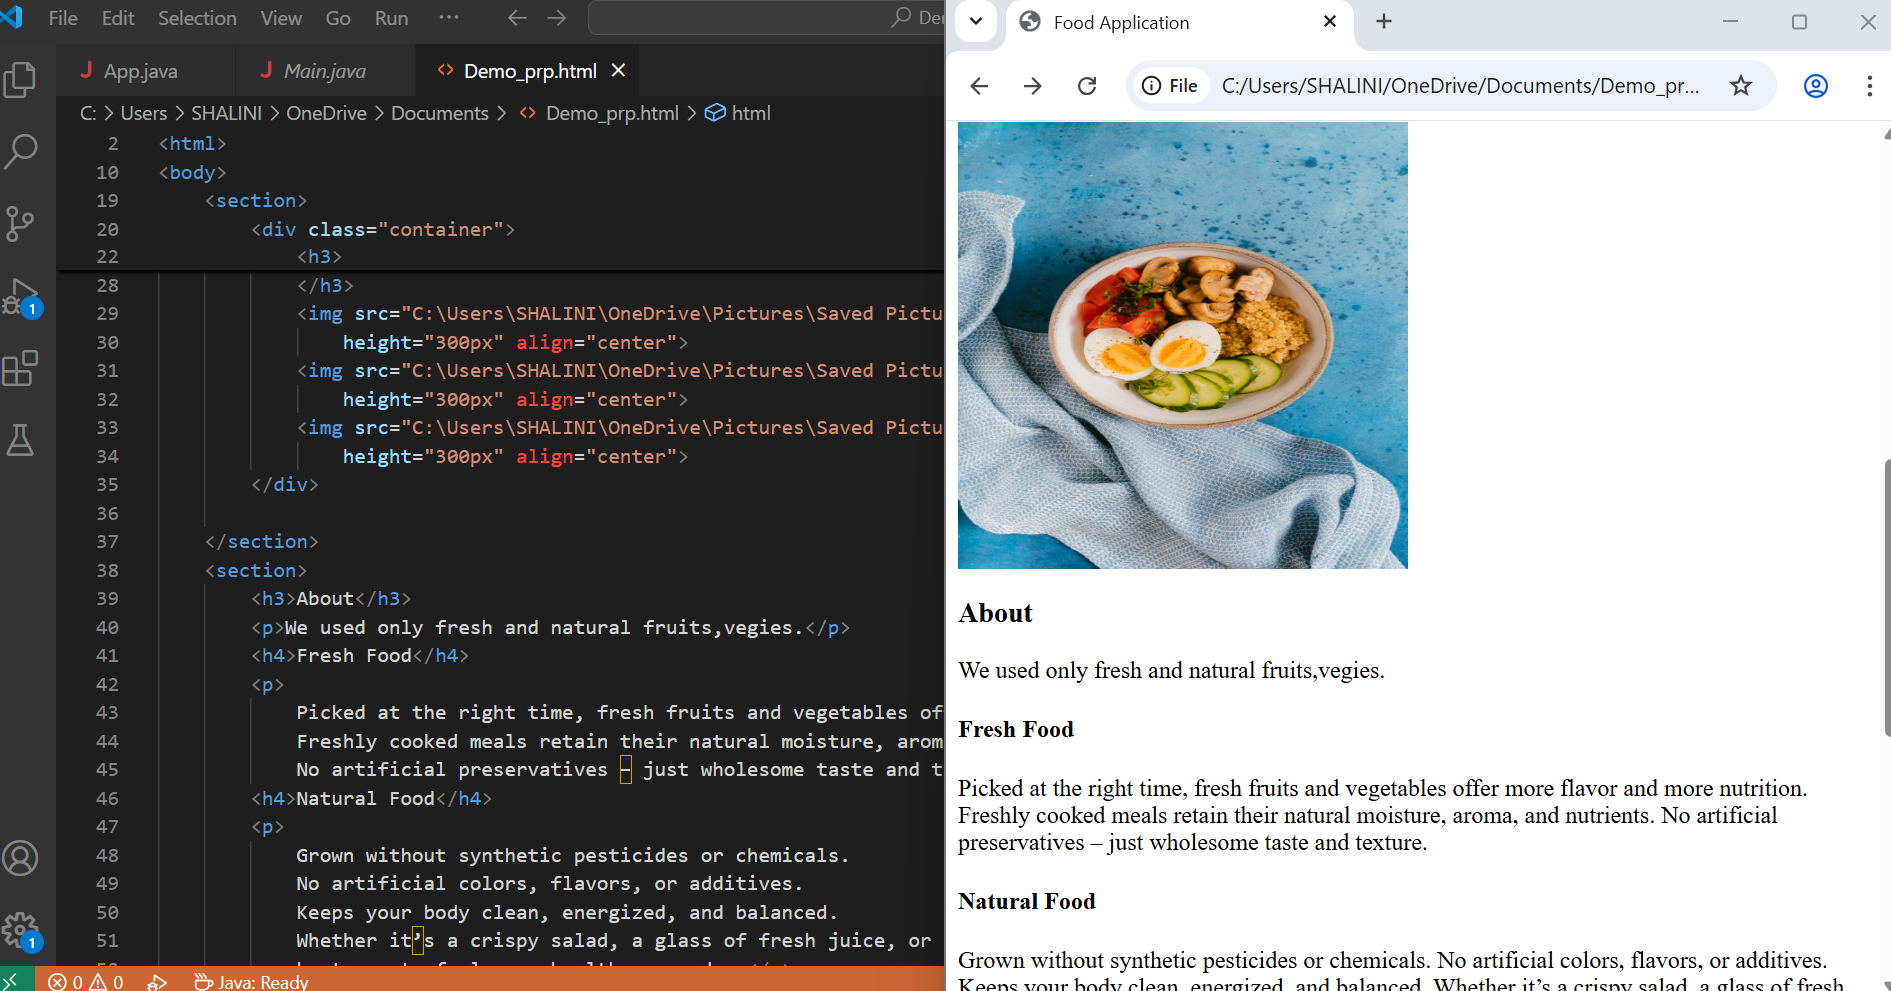 File Edit Selection View Go Run ··· De
App.java Main.java Demo_prp.html
C: > Users > SHALINI > OneDrive > Documents > Demo_prp.html > html
2 <html>
10 <body>
19 <section>
20 <div class="container">
22 <h3>
28 </h3>
29 <img src="C:\Users\SHALINI\OneDrive\Pictures\Saved Pictu
30 height="300px" align="center">
31 <img src="C:\Users\SHALINI\OneDrive\Pictures\Saved Pictu
32 height="300px" align="center">
33 <img src="C:\Users\SHALINI\OneDrive\Pictures\Saved Pictu
34 height="300px" align="center">
35 </div>
36
37 </section>
38 <section>
39 <h3>About</h3>
40 <p>We used only fresh and natural fruits,vegies.</p>
41 <h4>Fresh Food</h4>
42 <p>
43 Picked at the right time, fresh fruits and vegetables of
44 Freshly cooked meals retain their natural moisture, arom
45 No artificial preservatives – just wholesome taste and t
46 <h4>Natural Food</h4>
47 <p>
48 Grown without synthetic pesticides or chemicals.
49 No artificial colors, flavors, or additives.
50 Keeps your body clean, energized, and balanced.
51 Whether it’s a crispy salad, a glass of fresh juice, or
1
1
0 0 Java: Ready
Food Application
File C:/Users/SHALINI/OneDrive/Documents/Demo_pr...
About
We used only fresh and natural fruits,vegies.
Fresh Food
Picked at the right time, fresh fruits and vegetables offer more flavor and more nutrition.
Freshly cooked meals retain their natural moisture, aroma, and nutrients. No artificial
preservatives – just wholesome taste and texture.
Natural Food
Grown without synthetic pesticides or chemicals. No artificial colors, flavors, or additives.
Keeps your body clean, energized, and balanced. Whether it’s a crispy salad, a glass of fresh